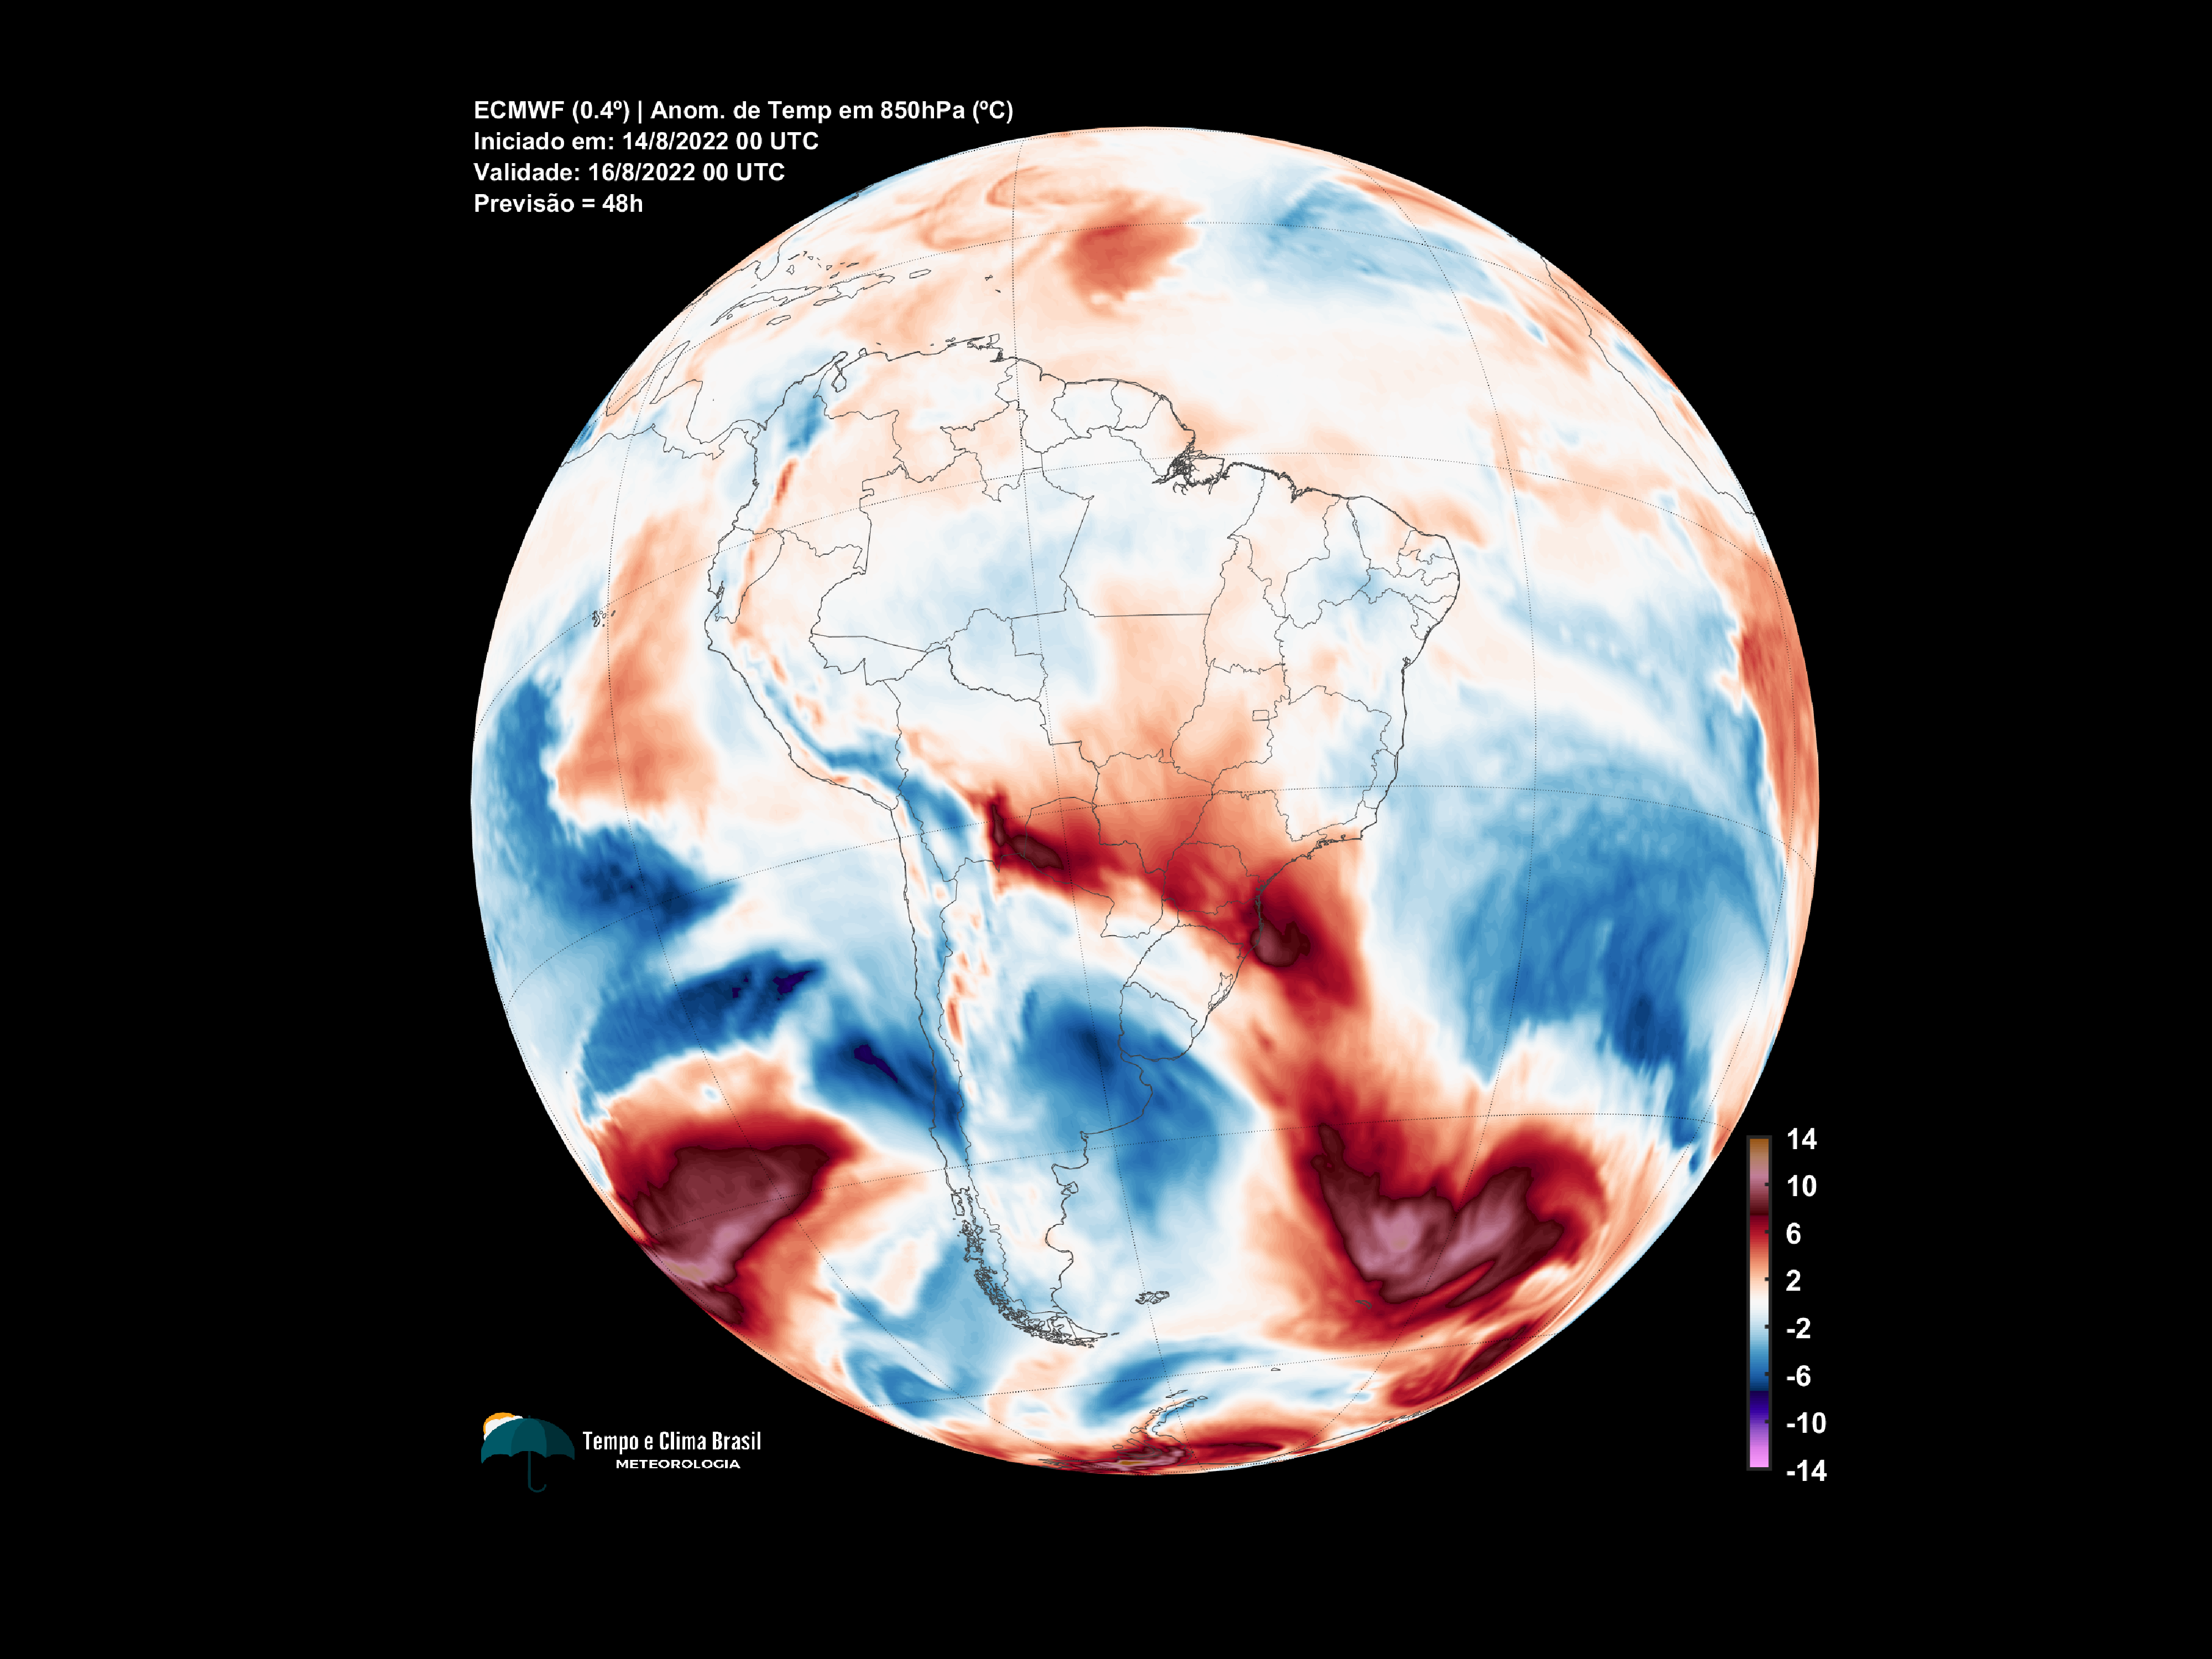 ECMWF (0.4º) | Anom. de Temp em 850hPa (ºC)
Iniciado em: 14/8/2022 00 UTC
Validade: 16/8/2022 00 UTC
Previsão = 48h
14
10
6
2
-2
-6
-10
-14
Tempo e Clima Brasil
METEOROLOGIA